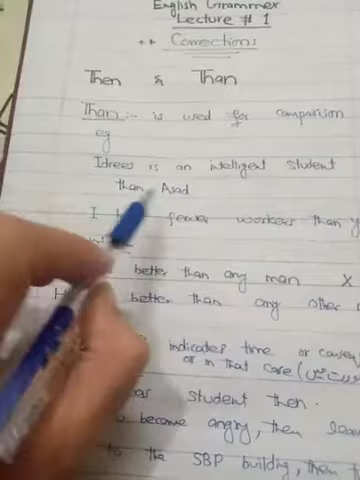 English Grammer
Lecture # 1
++ Corrections
Then & Than
Than :- is used for comparison
eg
Idrees is an intelligent student
than Asad
I fewer workers than
better than any man X
better than any other
indicates time or
or in that case
student then.
become angry, then
to the SBP building, then